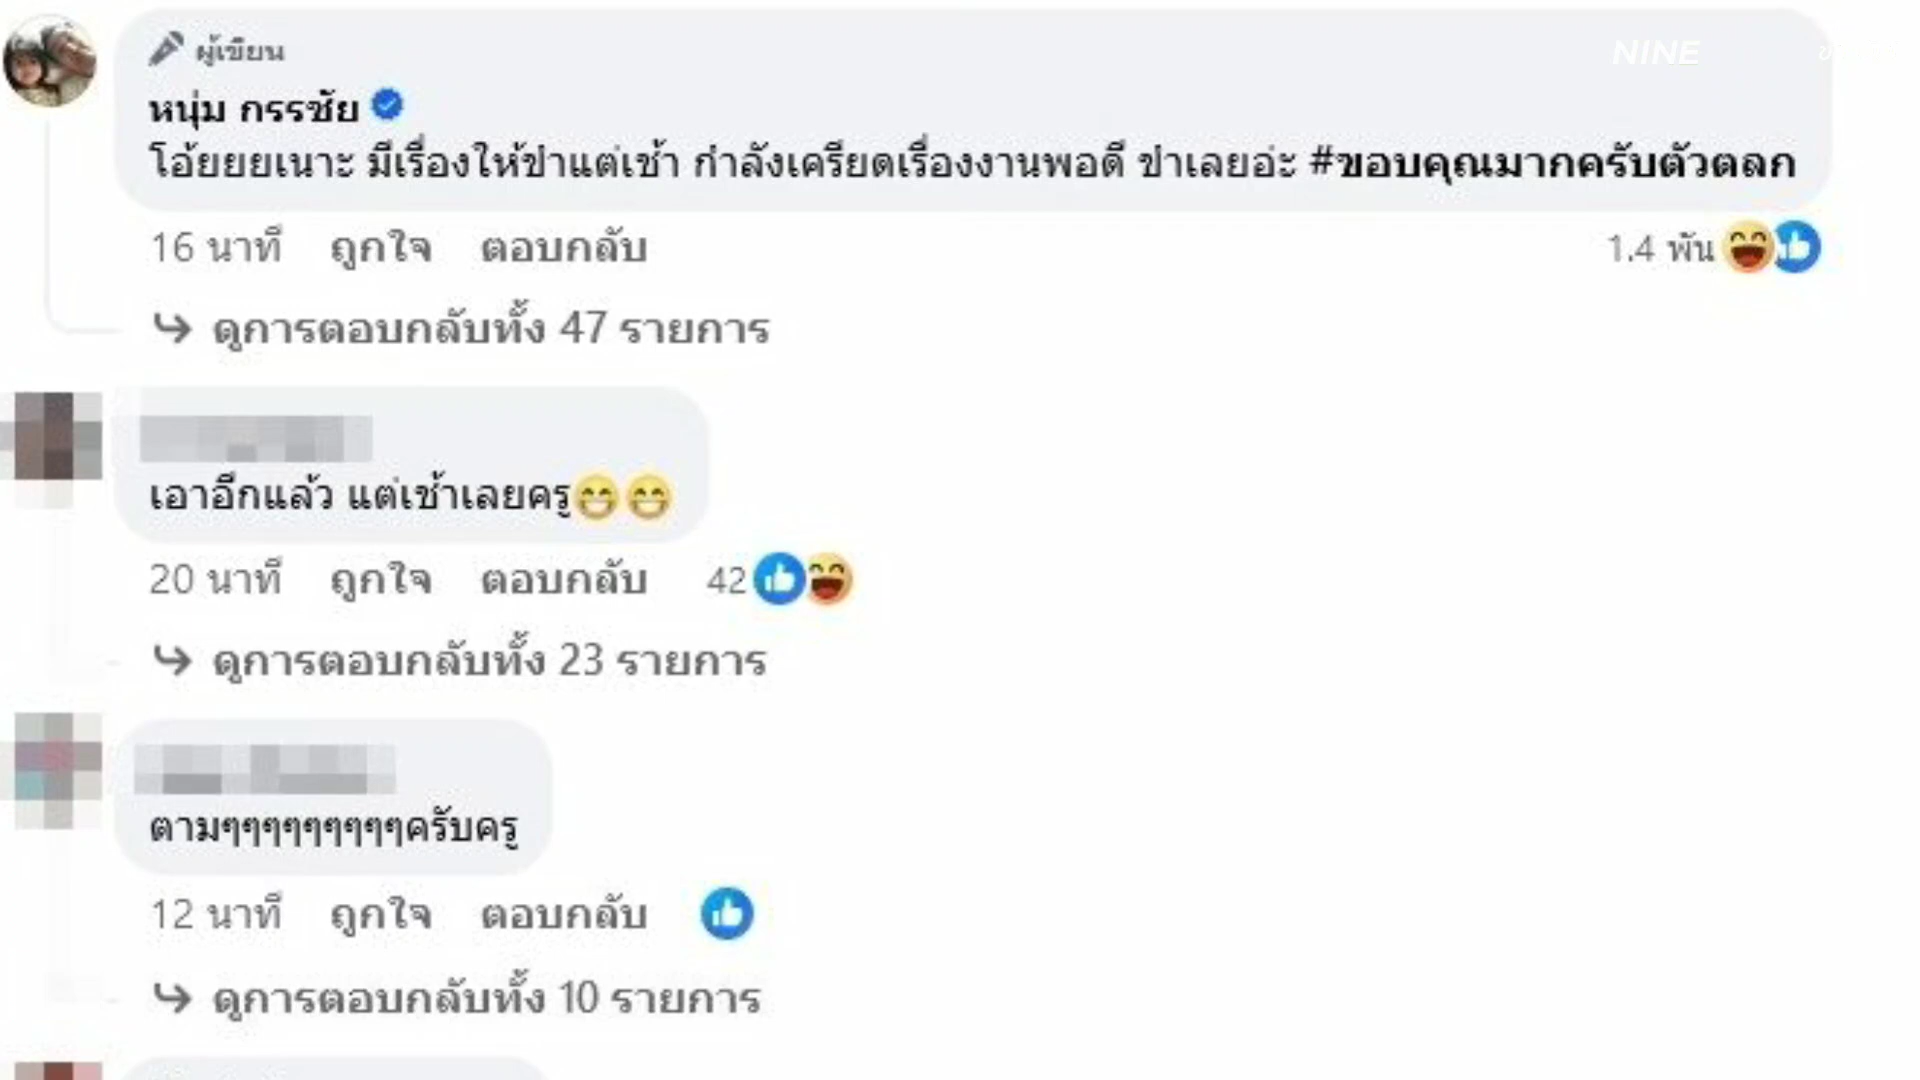 ผู้เขียน
NINE
หนุ่ม กรรชัย
โอ้ยยยเนาะ มีเรื่องให้ขำแต่เช้า กำลังเครียดเรื่องงานพอดี ขำเลยอ่ะ #ขอบคุณมากครับตัวตลก
16 นาที ถูกใจ ตอบกลับ 1.4 พัน
ดูการตอบกลับทั้ง 47 รายการ
เอาอีกแล้ว แต่เช้าเลยครู
20 นาที ถูกใจ ตอบกลับ 42
ดูการตอบกลับทั้ง 23 รายการ
ตามๆๆๆๆๆๆๆๆๆครับครู
12 นาที ถูกใจ ตอบกลับ
ดูการตอบกลับทั้ง 10 รายการ